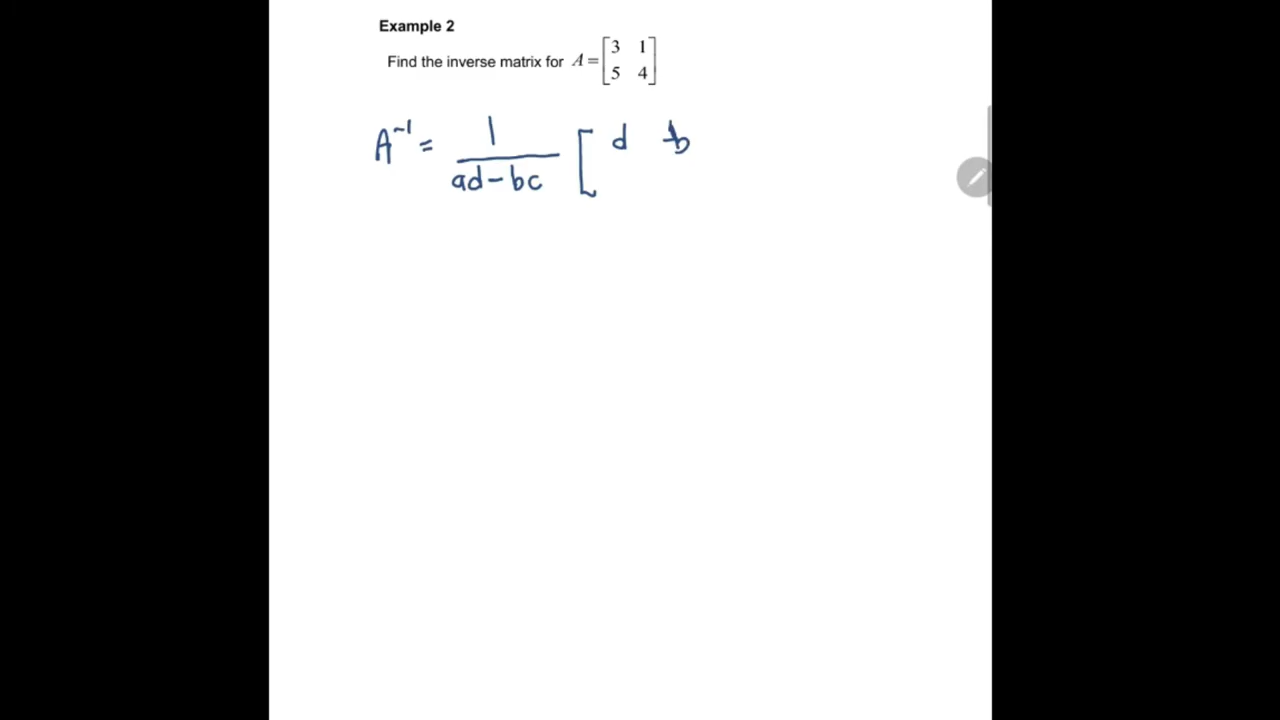 Example 2
Find the inverse matrix for A = [3 1
5 4]
A⁻¹ = 1
ad-bc [ d -b